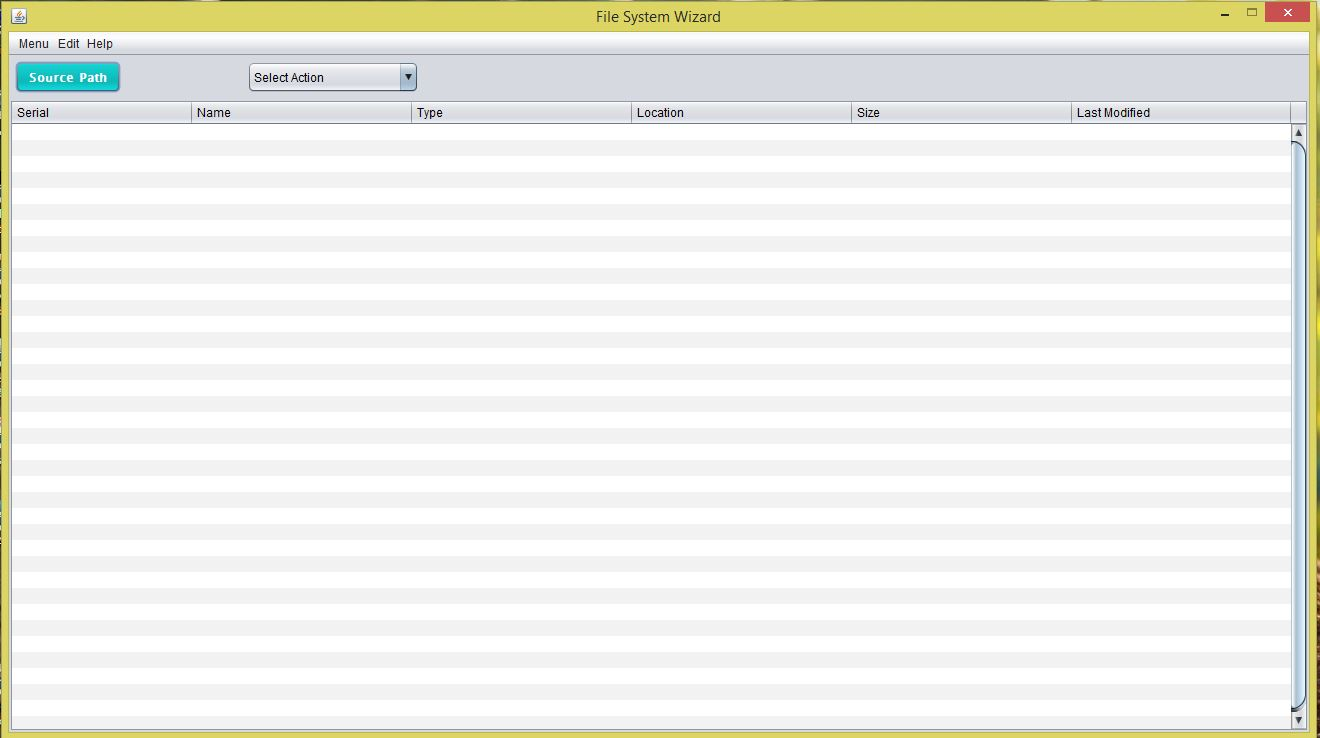 File System Wizard
Menu Edit Help
Source Path Select Action
Serial Name Type Location Size Last Modified